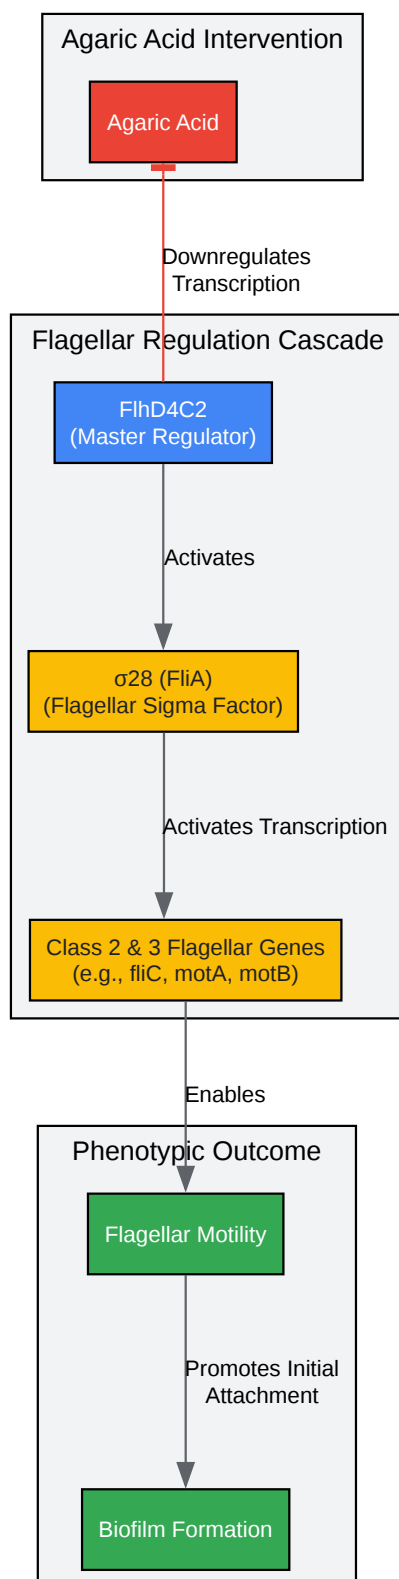 Agaric Acid Intervention
Agaric Acid
Downregulates
Transcription
Flagellar Regulation Cascade
FlhD4C2
(Master Regulator)
Activates
σ28 (FliA)
(Flagellar Sigma Factor)
Activates Transcription
Class 2 & 3 Flagellar Genes
(e.g., fliC, motA, motB)
Enables
Phenotypic Outcome
Flagellar Motility
Promotes Initial
Attachment
Biofilm Formation